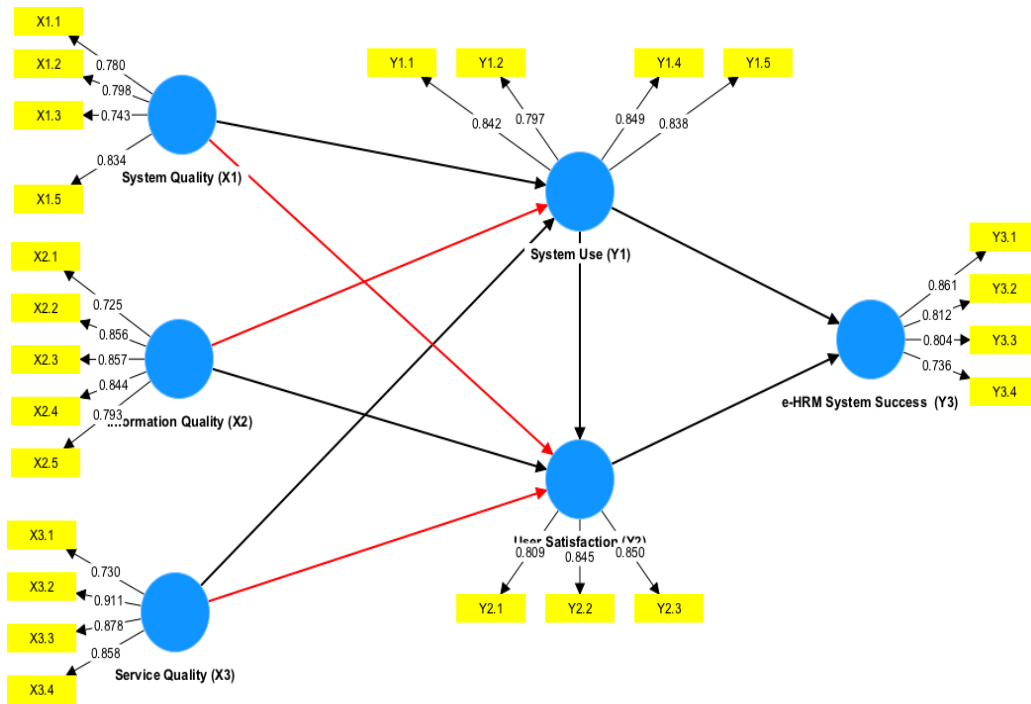 X1.1
0.780
X1.2
0.798
X1.3
0.743
0.834
X1.5
System Quality (X1)
X2.1
0.725
X2.2
0.856
X2.3
0.857
0.844
X2.4
0.793
Information Quality (X2)
X2.5
X3.1
0.730
X3.2
0.911
0.878
X3.3
0.858
X3.4
Service Quality (X3)
Y1.1
Y1.2
Y1.4
Y1.5
0.842
0.797
0.849
0.838
System Use (Y1)
User Satisfaction (Y2)
0.809
0.845
0.850
Y2.1
Y2.2
Y2.3
Y3.1
0.861
Y3.2
0.812
0.804
Y3.3
0.736
Y3.4
e-HRM System Success (Y3)